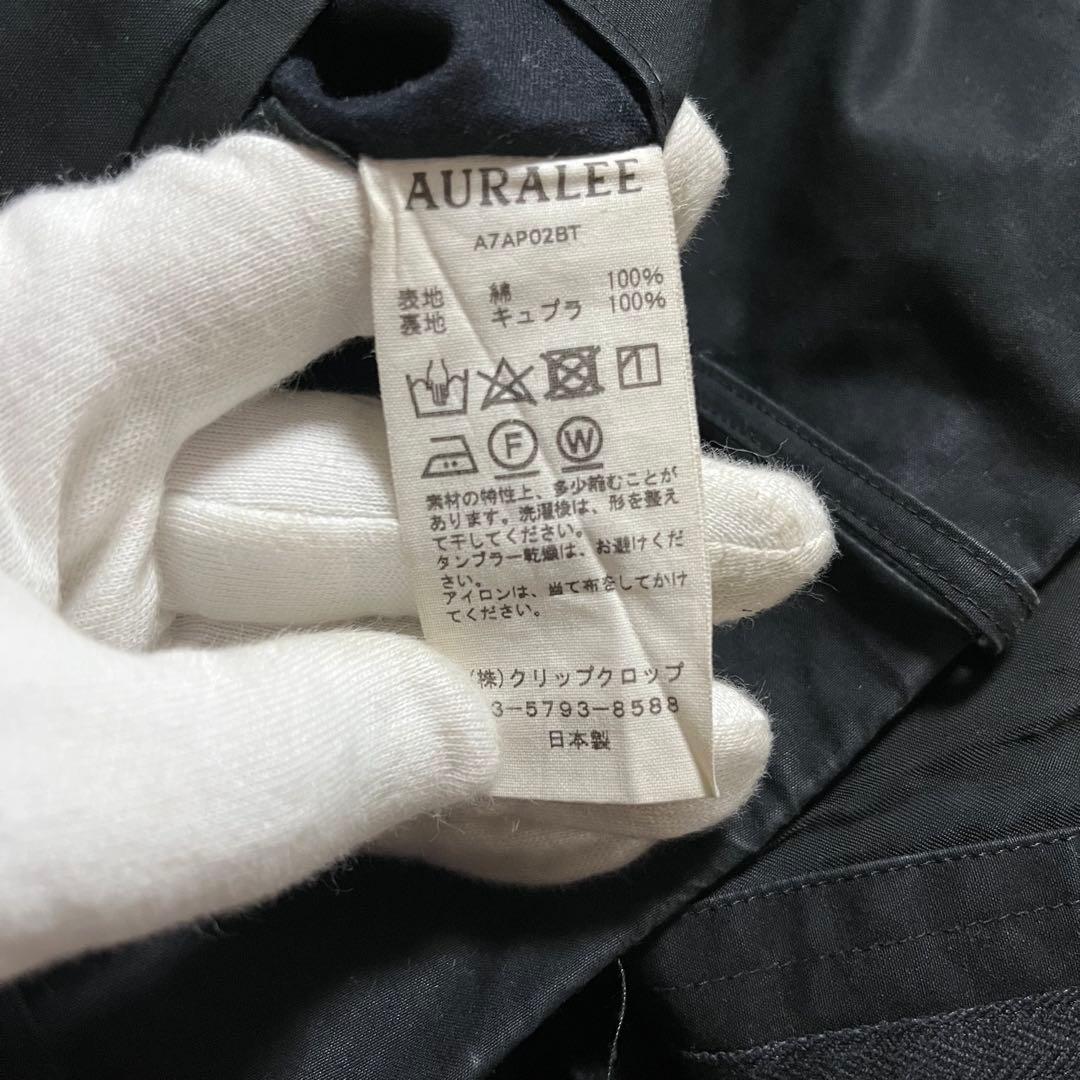 AURALEE
A7AP02BT
表地 綿 100%
裏地 キュプラ 100%
F W
素材の特性上、多少縮むことが
あります。洗濯後は、形を整え
て干してください。
タンブラー乾燥は、お避けくだ
さい。
アイロンは、当て布をしてかけ
てください。
(株)クリップクロップ
3-5793-8588
日本製